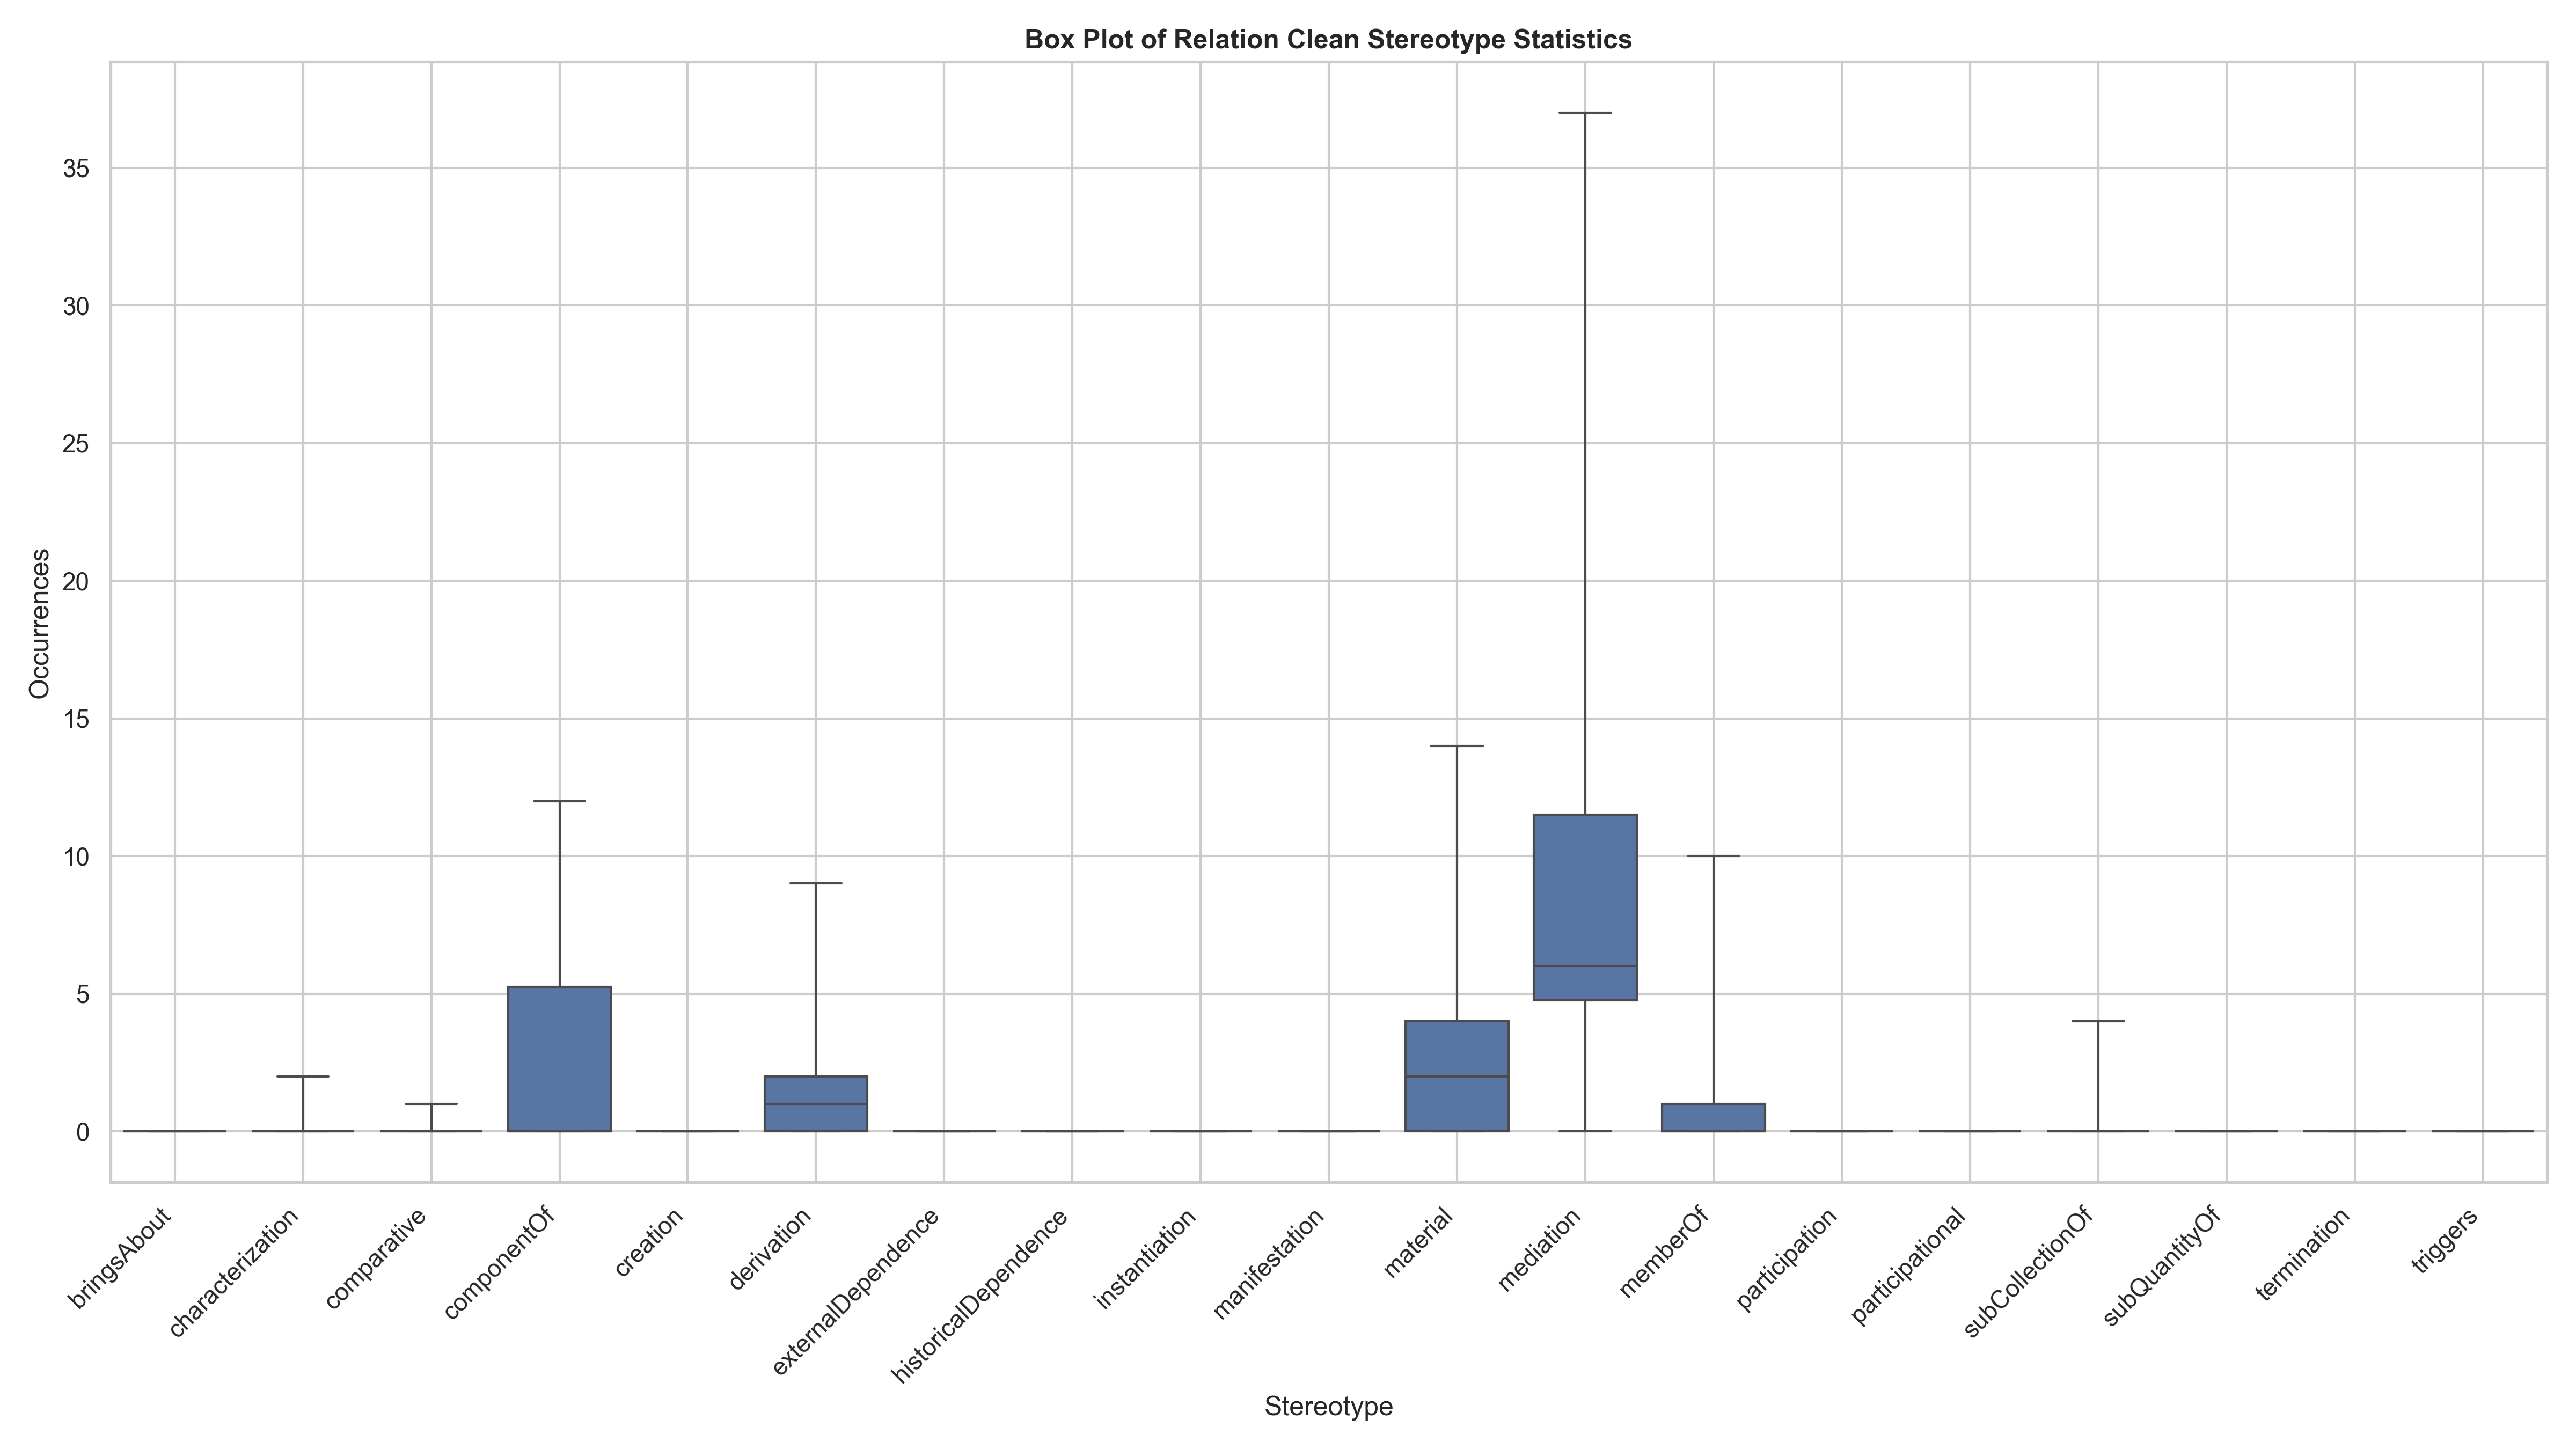 Box Plot of Relation Clean Stereotype Statistics
Occurrences
35
30
25
20
15
10
5
0
bringsAbout
characterization
comparative
componentOf
creation
derivation
externalDependence
historicalDependence
instantiation
manifestation
material
mediation
memberOf
participation
participational
subCollectionOf
subQuantityOf
termination
triggers
Stereotype